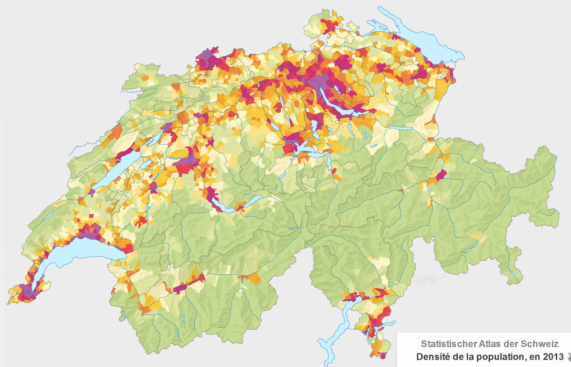 Statistischer Atlas der Schweiz
Densité de la population, en 2013